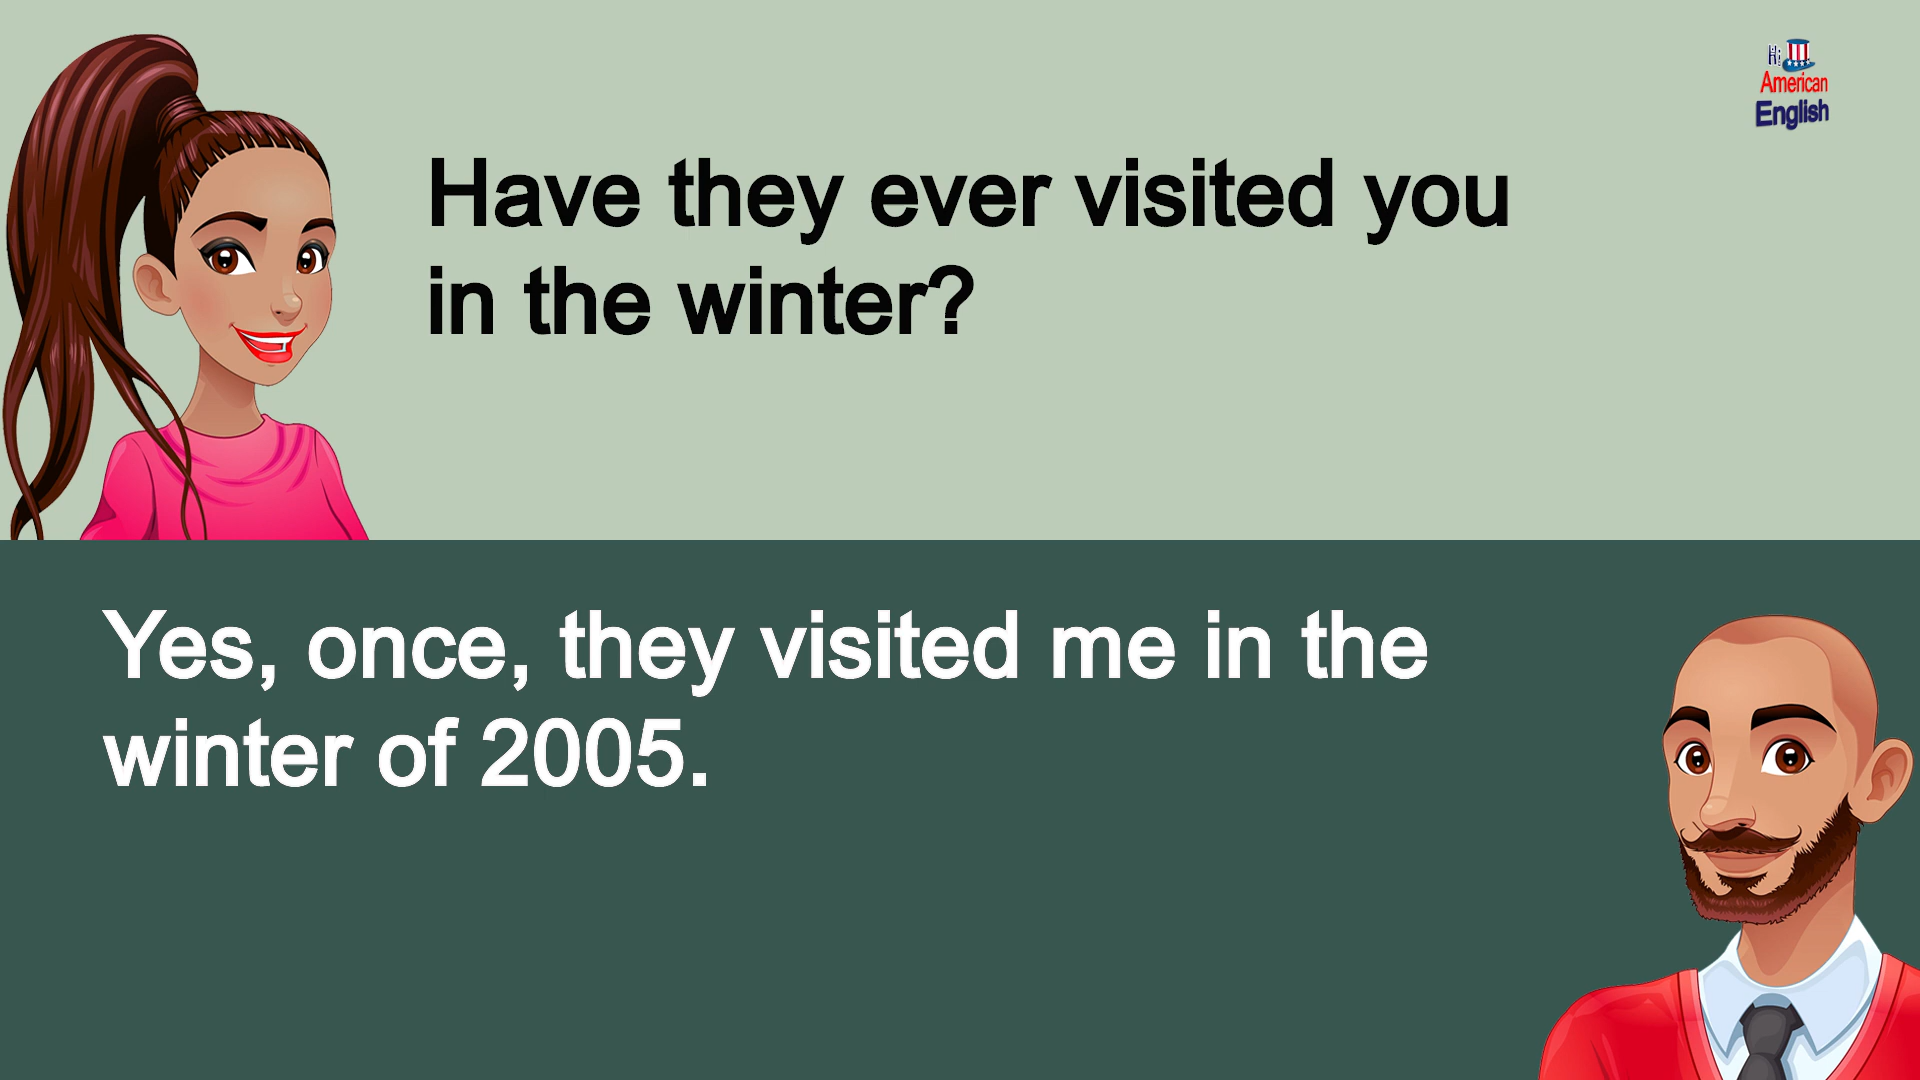 Hi
American
English
Have they ever visited you
in the winter?
Yes, once, they visited me in the
winter of 2005.